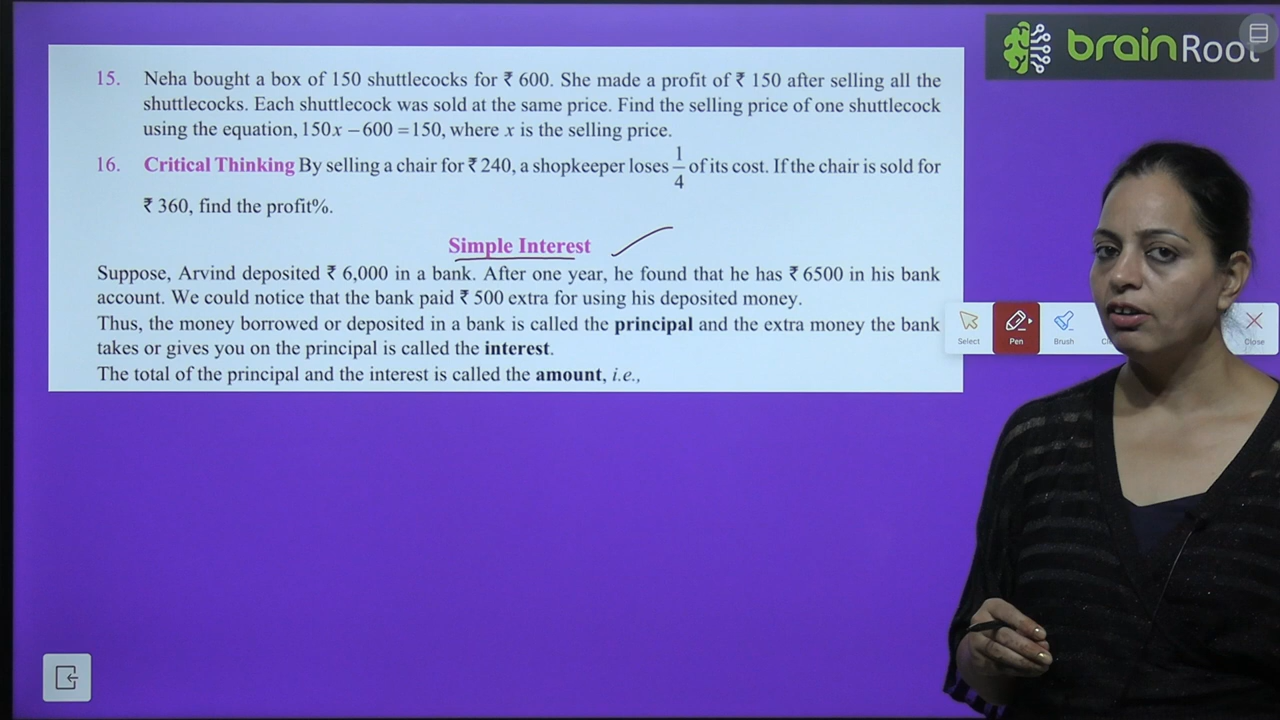 brainRoot
15. Neha bought a box of 150 shuttlecocks for ₹ 600. She made a profit of ₹ 150 after selling all the
shuttlecocks. Each shuttlecock was sold at the same price. Find the selling price of one shuttlecock
using the equation, 150x − 600 = 150, where x is the selling price.
16. Critical Thinking By selling a chair for ₹ 240, a shopkeeper loses 1/4 of its cost. If the chair is sold for
₹ 360, find the profit%.
Simple Interest
Suppose, Arvind deposited ₹ 6,000 in a bank. After one year, he found that he has ₹ 6500 in his bank
account. We could notice that the bank paid ₹ 500 extra for using his deposited money.
Thus, the money borrowed or deposited in a bank is called the principal and the extra money the bank
takes or gives you on the principal is called the interest.
The total of the principal and the interest is called the amount, i.e.,
Select Pen Brush Close